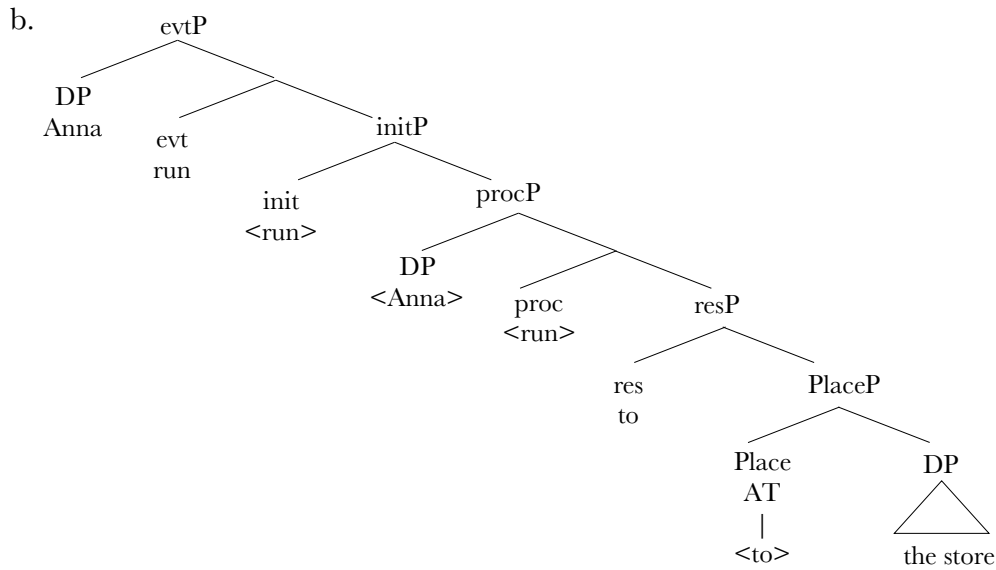 b.
evtP
DP
Anna
evt
run
initP
init
<run>
procP
DP
<Anna>
proc
<run>
resP
res
to
PlaceP
Place
AT
<to>
DP
the store